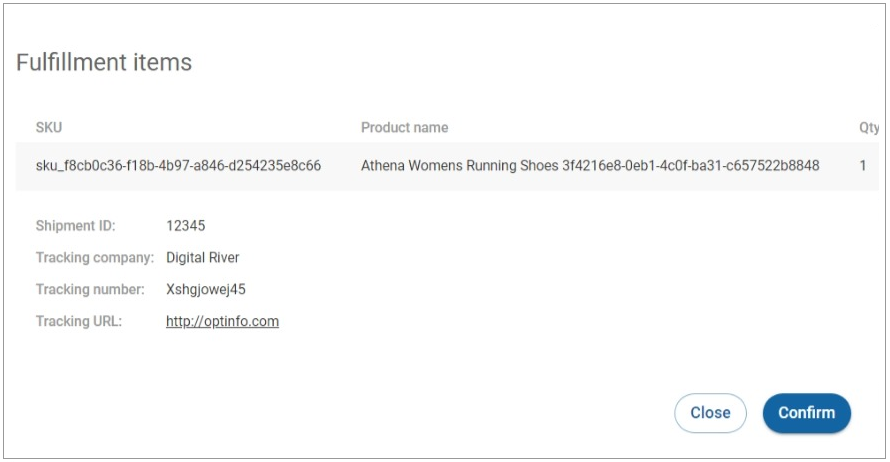 Fulfillment items
SKU Product name Qty
sku_f8cb0c36-f18b-4b97-a846-d254235e8c66 Athena Womens Running Shoes 3f4216e8-0eb1-4c0f-ba31-c657522b8848 1
Shipment ID: 12345
Tracking company: Digital River
Tracking number: Xshgjowej45
Tracking URL: http://optinfo.com
Close Confirm